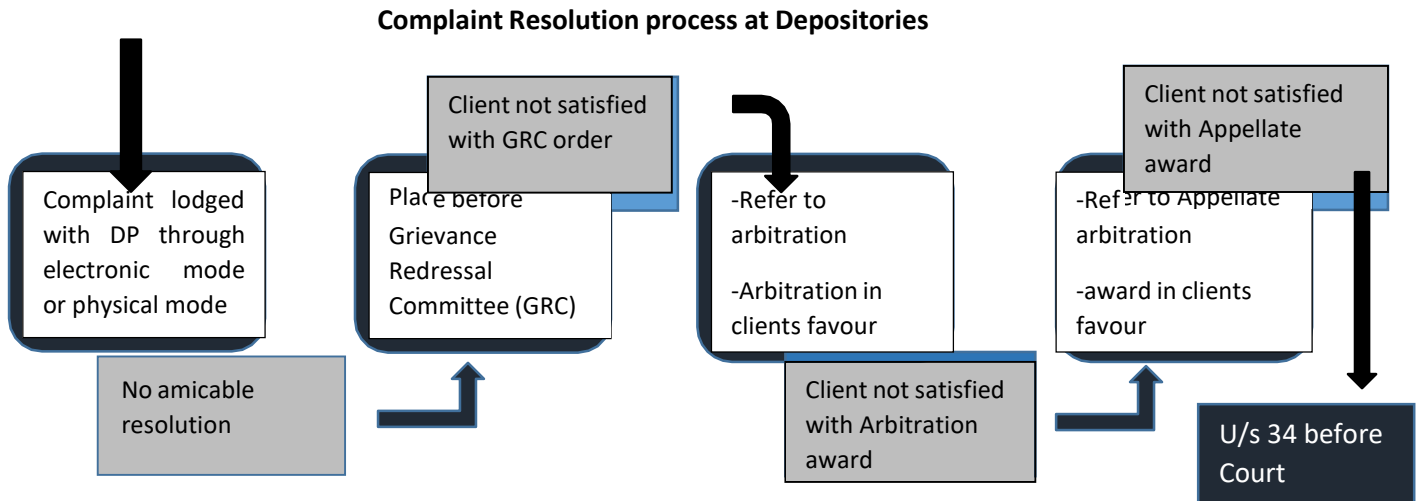 Complaint Resolution process at Depositories
Complaint lodged
with DP through
electronic mode
or physical mode
No amicable
resolution
Place before
Grievance
Redressal
Committee (GRC)
Client not satisfied
with GRC order
-Refer to
arbitration
-Arbitration in
clients favour
Client not satisfied
with Arbitration
award
-Refer to Appellate
arbitration
-award in clients
favour
Client not satisfied
with Appellate
award
U/s 34 before
Court